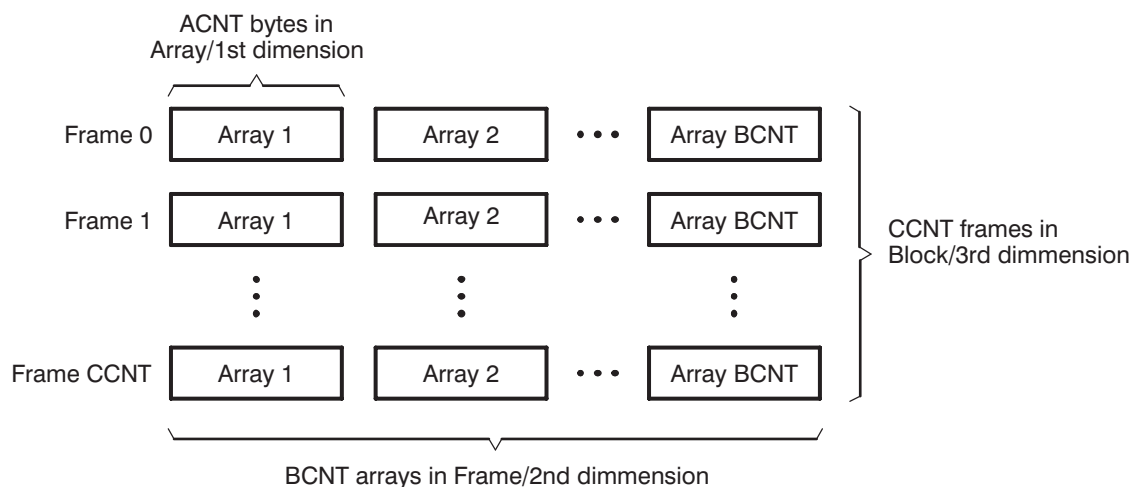 ACNT bytes in
Array/1st dimension
Frame 0 Array 1 Array 2 Array BCNT
Frame 1 Array 1 Array 2 Array BCNT
CCNT frames in
Block/3rd dimmension
Frame CCNT Array 1 Array 2 Array BCNT
BCNT arrays in Frame/2nd dimmension